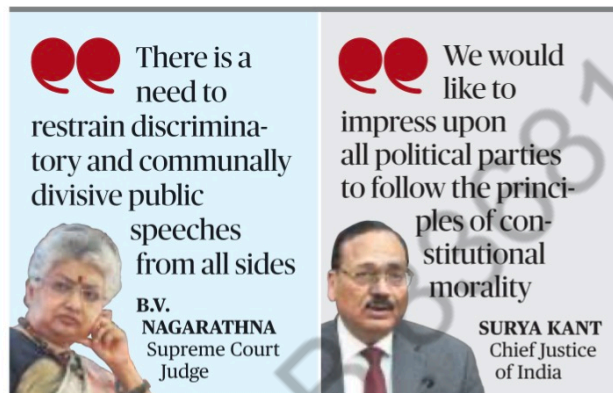 There is a
need to
restrain discrimina-
tory and communally
divisive public
speeches
from all sides
B.V.
NAGARATHNA
Supreme Court
Judge
We would
like to
impress upon
all political parties
to follow the princi-
ples of con-
stitutional
morality
SURYA KANT
Chief Justice
of India